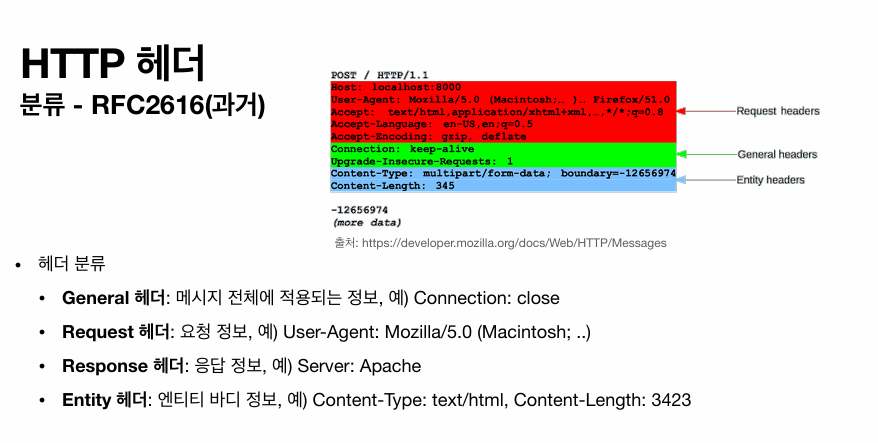 HTTP 헤더
분류 - RFC2616(과거)
POST / HTTP/1.1
Host: localhost:8000
User-Agent: Mozilla/5.0 (Macintosh;… )… Firefox/51.0
Accept: text/html,application/xhtml+xml,…,*/*;q=0.8
Accept-Language: en-US,en;q=0.5
Accept-Encoding: gzip, deflate
Connection: keep-alive
Upgrade-Insecure-Requests: 1
Content-Type: multipart/form-data; boundary=-12656974
Content-Length: 345
-12656974
(more data)
Request headers
General headers
Entity headers
출처: https://developer.mozilla.org/docs/Web/HTTP/Messages
• 헤더 분류
• General 헤더: 메시지 전체에 적용되는 정보, 예) Connection: close
• Request 헤더: 요청 정보, 예) User-Agent: Mozilla/5.0 (Macintosh; ..)
• Response 헤더: 응답 정보, 예) Server: Apache
• Entity 헤더: 엔티티 바디 정보, 예) Content-Type: text/html, Content-Length: 3423